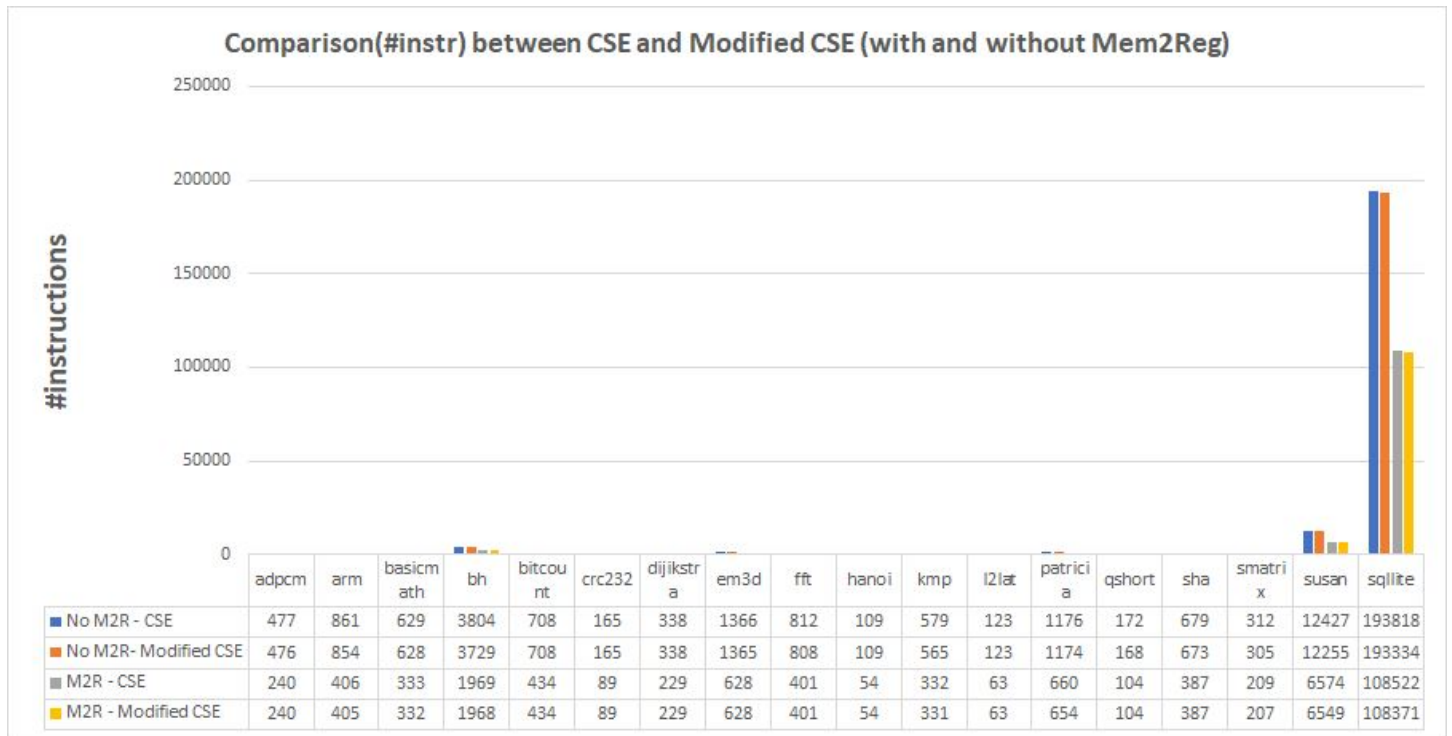 Comparison(#instr) between CSE and Modified CSE (with and without Mem2Reg)
#instructions
250000
200000
150000
100000
50000
0
adpcm arm basicm ath bh bitcou nt crc232 dijikstr a em3d fft hanoi kmp l2lat patrici a qshort sha smatri x susan sqllite
No M2R - CSE 477 861 629 3804 708 165 338 1366 812 109 579 123 1176 172 679 312 12427 193818
No M2R- Modified CSE 476 854 628 3729 708 165 338 1365 808 109 565 123 1174 168 673 305 12255 193334
M2R - CSE 240 406 333 1969 434 89 229 628 401 54 332 63 660 104 387 209 6574 108522
M2R - Modified CSE 240 405 332 1968 434 89 229 628 401 54 331 63 654 104 387 207 6549 108371